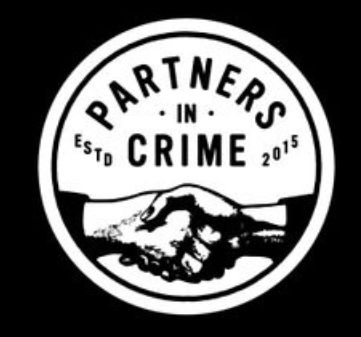 PARTNERS
· IN ·
ESTD CRIME 2015